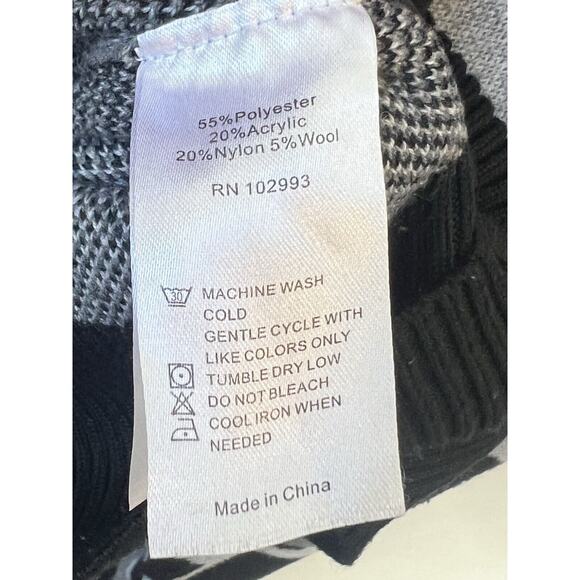 55%Polyester
20%Acrylic
20%Nylon 5%Wool
RN 102993
30 MACHINE WASH
COLD
GENTLE CYCLE WITH
LIKE COLORS ONLY
TUMBLE DRY LOW
DO NOT BLEACH
COOL IRON WHEN
NEEDED
Made in China